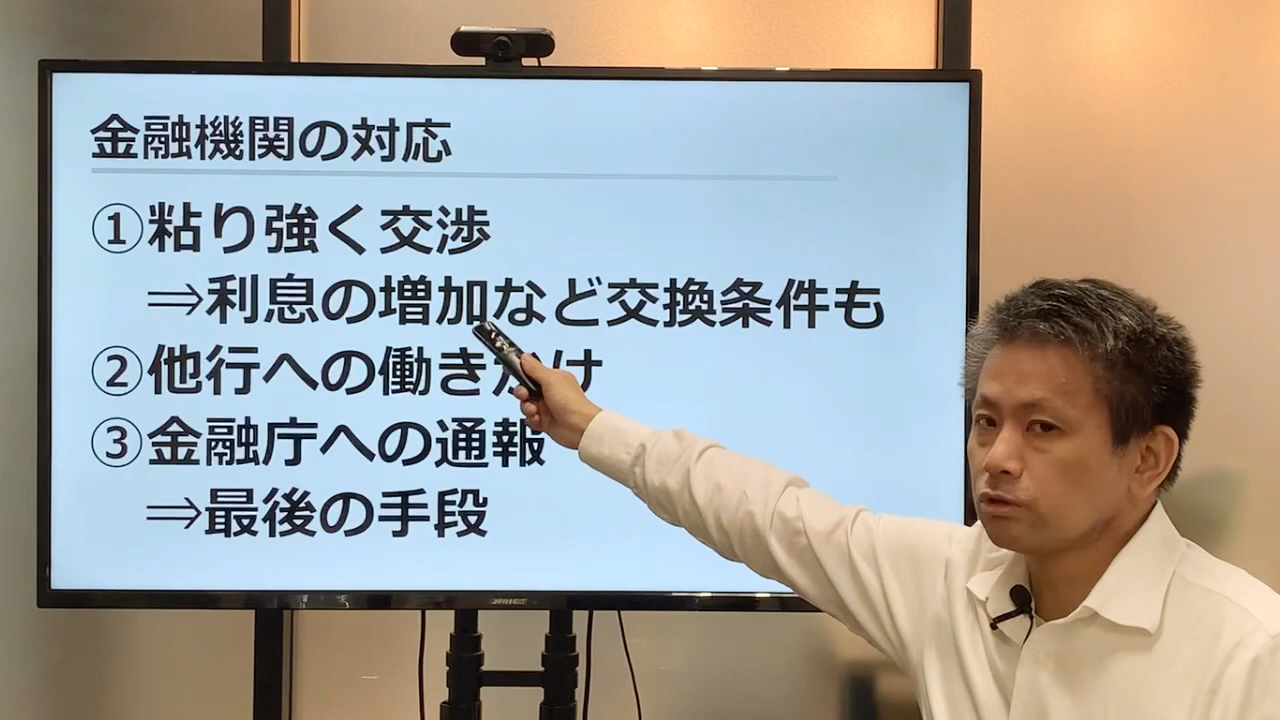 金融機関の対応
①粘り強く交渉
⇒利息の増加など交換条件も
②他行への働きかけ
③金融庁への通報
⇒最後の手段
JAPANNEXT